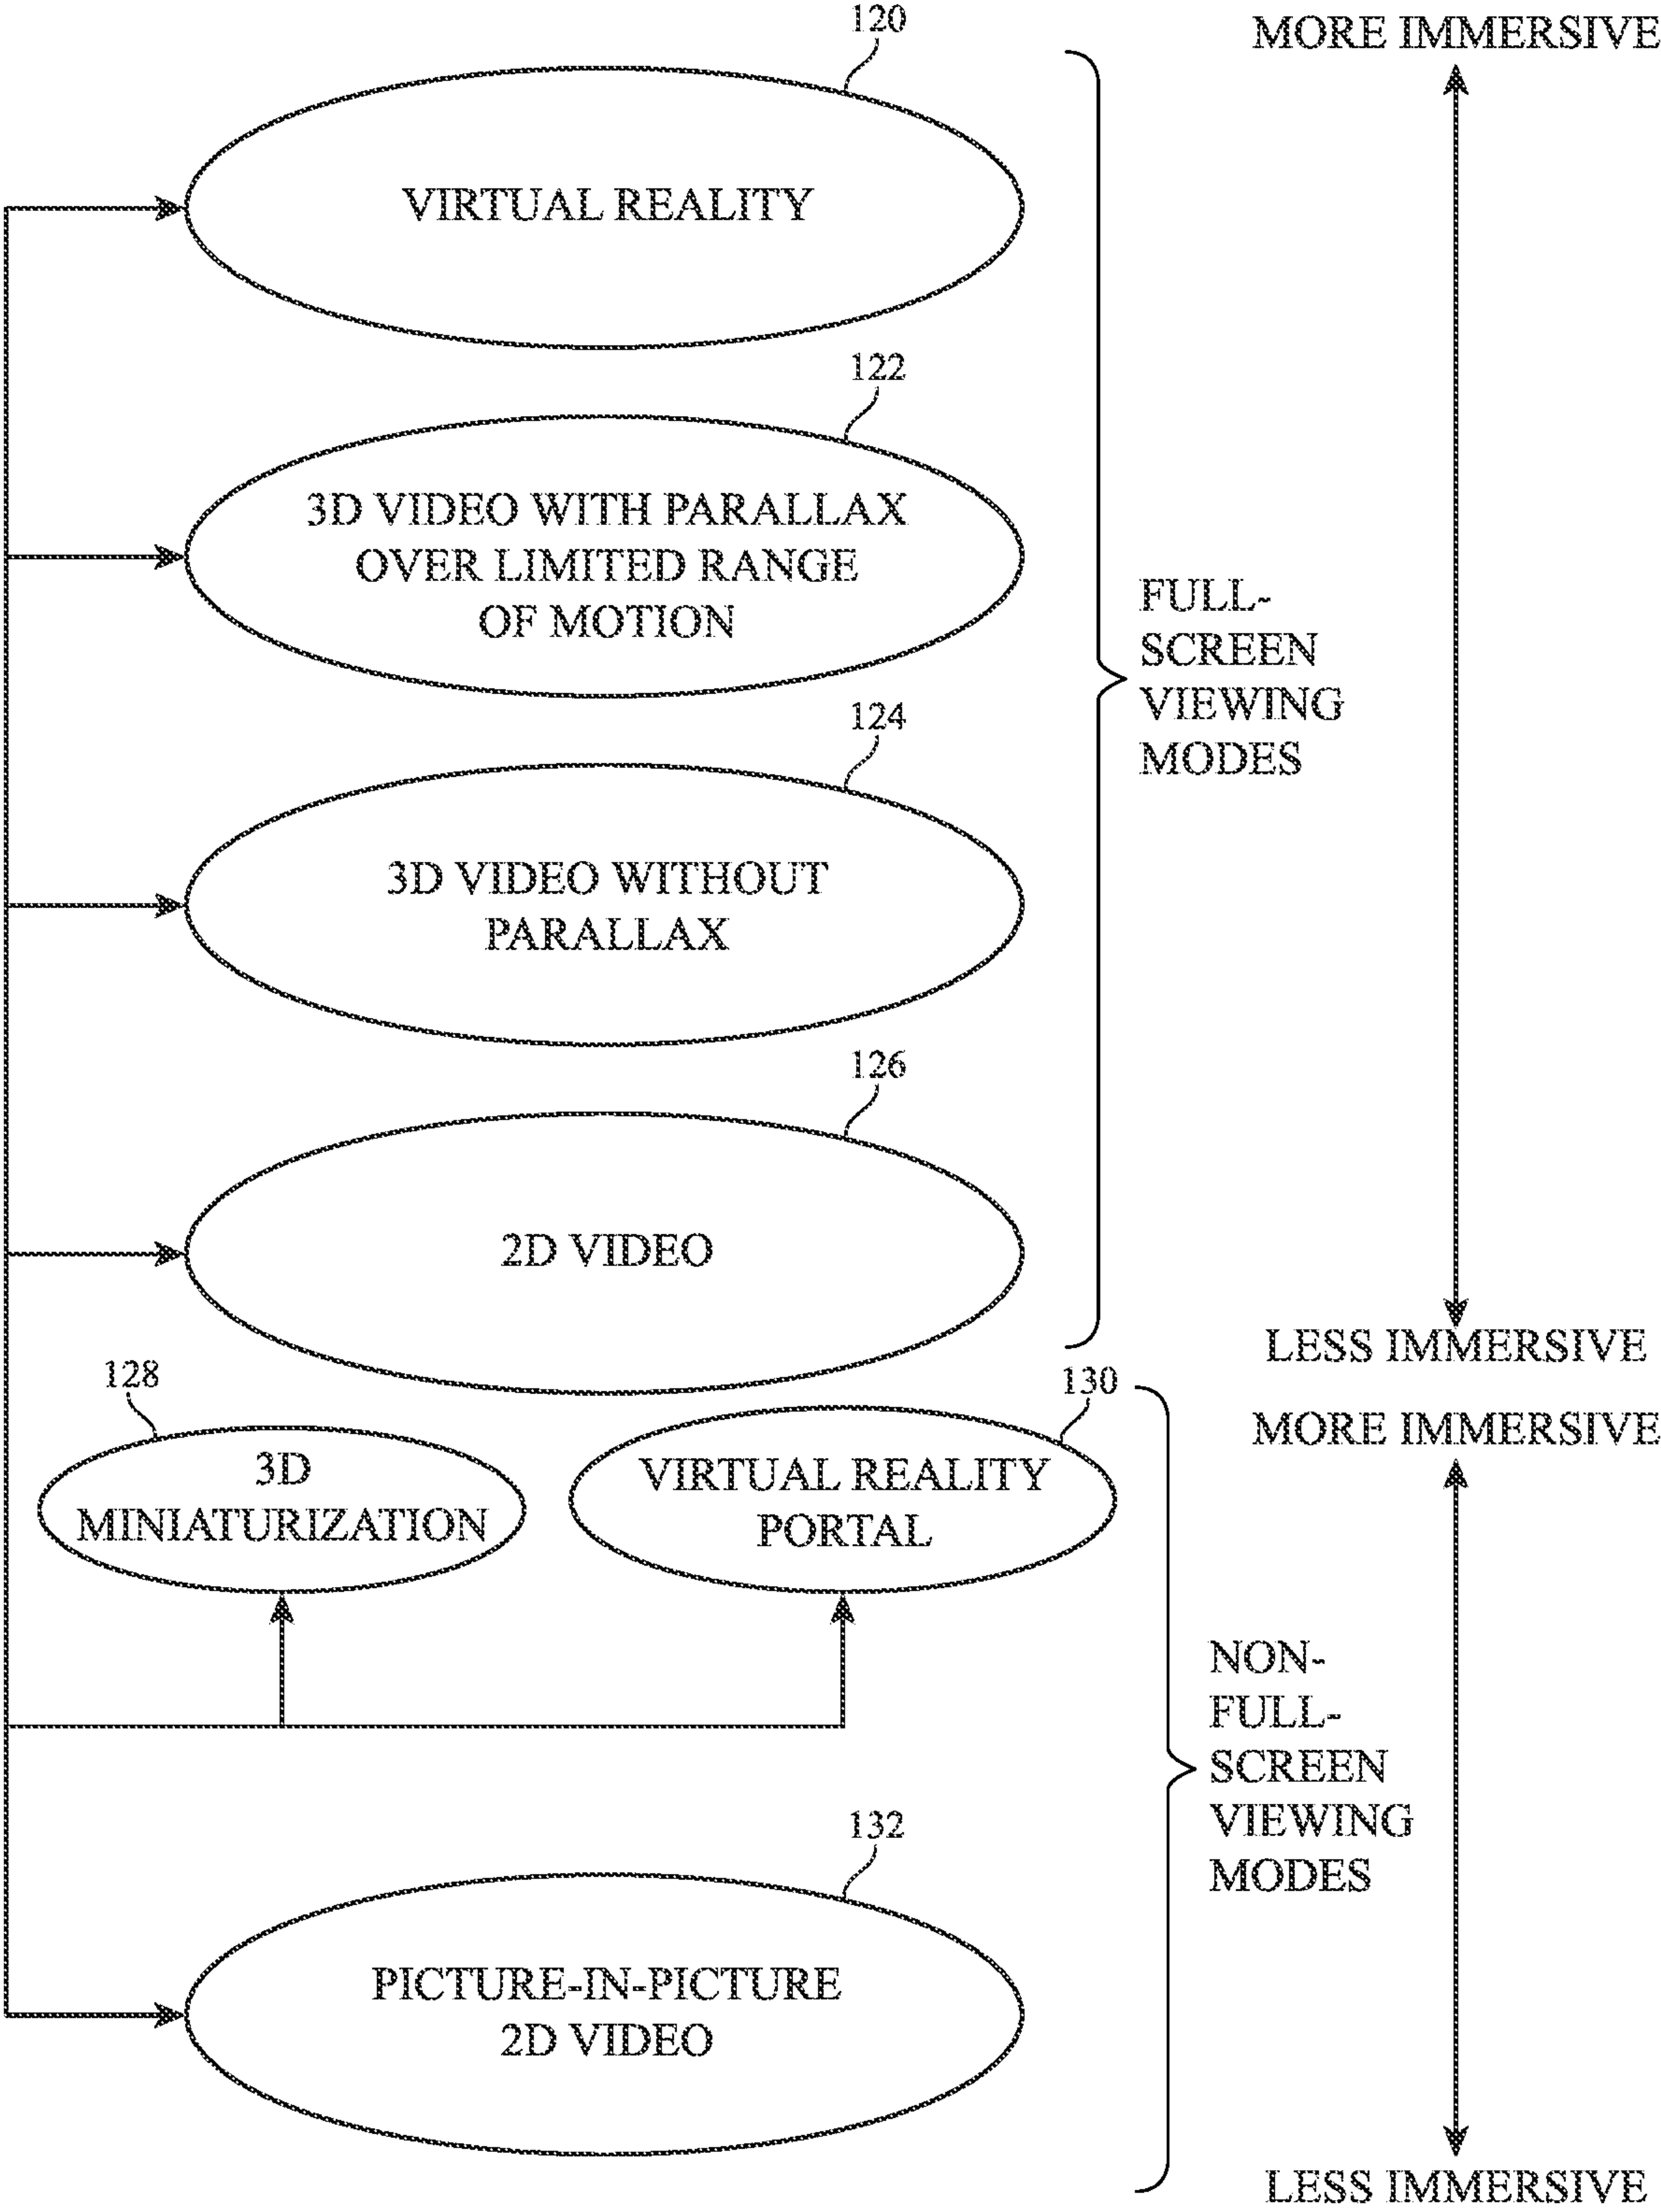 120
MORE IMMERSIVE
VIRTUAL REALITY
122
3D VIDEO WITH PARALLAX
OVER LIMITED RANGE
OF MOTION
FULL-
SCREEN
VIEWING
MODES
124
3D VIDEO WITHOUT
PARALLAX
126
2D VIDEO
LESS IMMERSIVE
128
3D
MINIATURIZATION
130
VIRTUAL REALITY
PORTAL
MORE IMMERSIVE
NON-
FULL-
SCREEN
VIEWING
MODES
132
PICTURE-IN-PICTURE
2D VIDEO
LESS IMMERSIVE